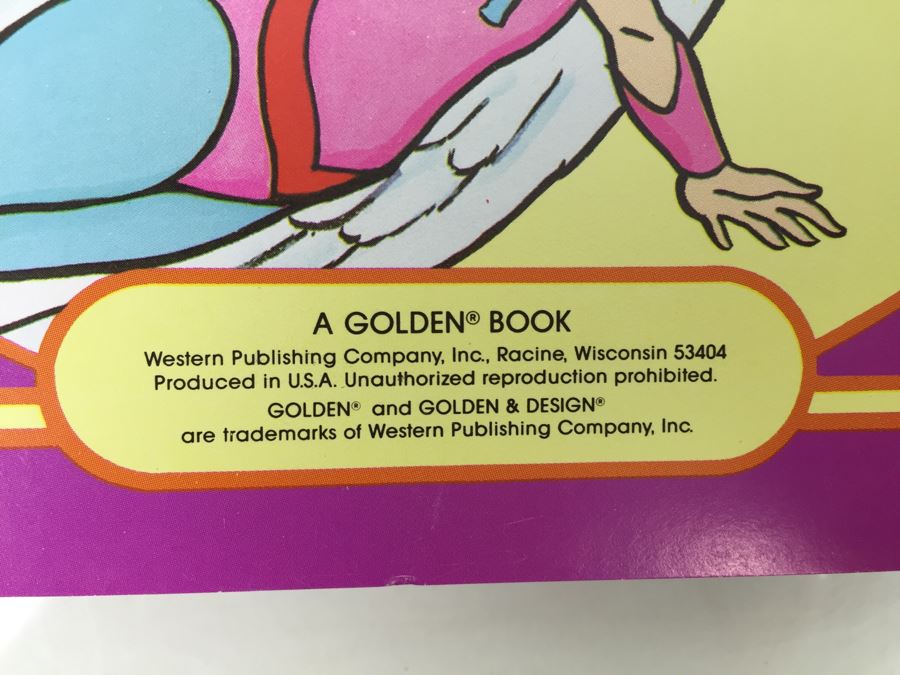 A GOLDEN® BOOK
Western Publishing Company, Inc., Racine, Wisconsin 53404
Produced in U.S.A. Unauthorized reproduction prohibited.
GOLDEN® and GOLDEN & DESIGN®
are trademarks of Western Publishing Company, Inc.